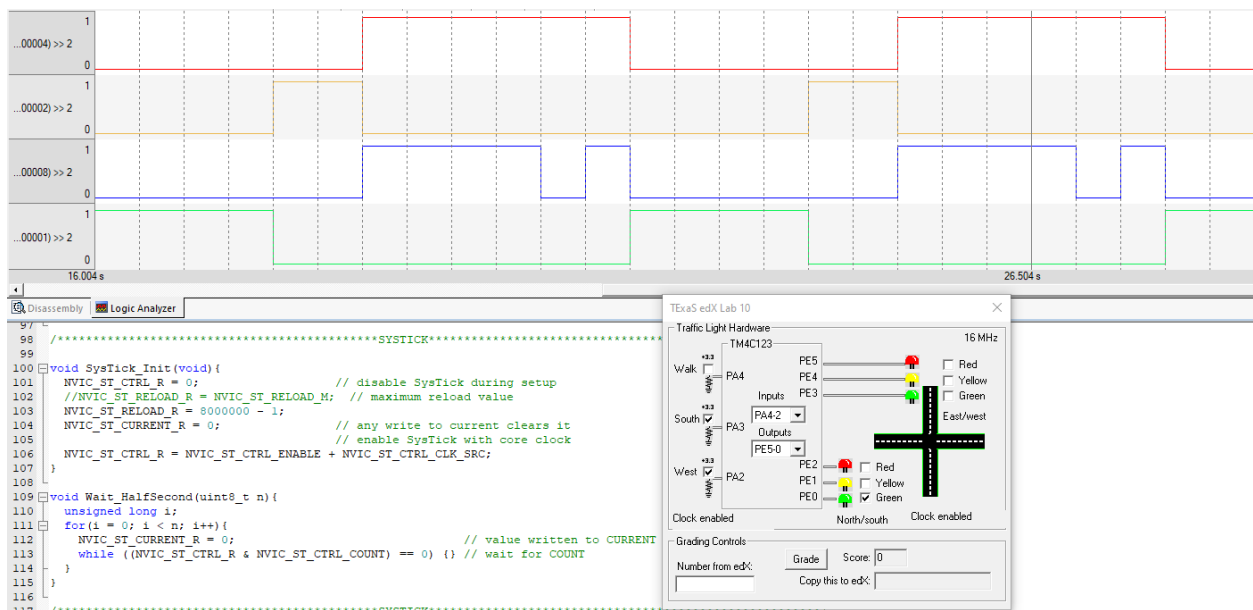 1
...00004) >> 2
0
1
...00002) >> 2
0
1
...00008) >> 2
0
1
...00001) >> 2
0
16.004 s
26.504 s
Disassembly
Logic Analyzer
97
98 /*********************************************SYSTICK*********************************
99
100 void SysTick_Init(void){
101 NVIC_ST_CTRL_R = 0; // disable SysTick during setup
102 //NVIC_ST_RELOAD_R = NVIC_ST_RELOAD_M; // maximum reload value
103 NVIC_ST_RELOAD_R = 8000000 - 1;
104 NVIC_ST_CURRENT_R = 0; // any write to current clears it
105 // enable SysTick with core clock
106 NVIC_ST_CTRL_R = NVIC_ST_CTRL_ENABLE + NVIC_ST_CTRL_CLK_SRC;
107 }
108
109 void Wait_HalfSecond(uint8_t n){
110 unsigned long i;
111 for(i = 0; i < n; i++){
112 NVIC_ST_CURRENT_R = 0; // value written to CURRENT
113 while ((NVIC_ST_CTRL_R & NVIC_ST_CTRL_COUNT) == 0) {} // wait for COUNT
114 }
115 }
116
TExaS edX Lab 10
Traffic Light Hardware
16 MHz
TM4C123
Walk
+3.3
PA4
South
+3.3
PA3
West
+3.3
PA2
Inputs
PA4-2
Outputs
PE5-0
PE5
PE4
PE3
Red
Yellow
Green
East/west
PE2
PE1
PE0
Red
Yellow
Green
North/south
Clock enabled
Clock enabled
Grading Controls
Number from edX:
Grade
Score:
0
Copy this to edX: